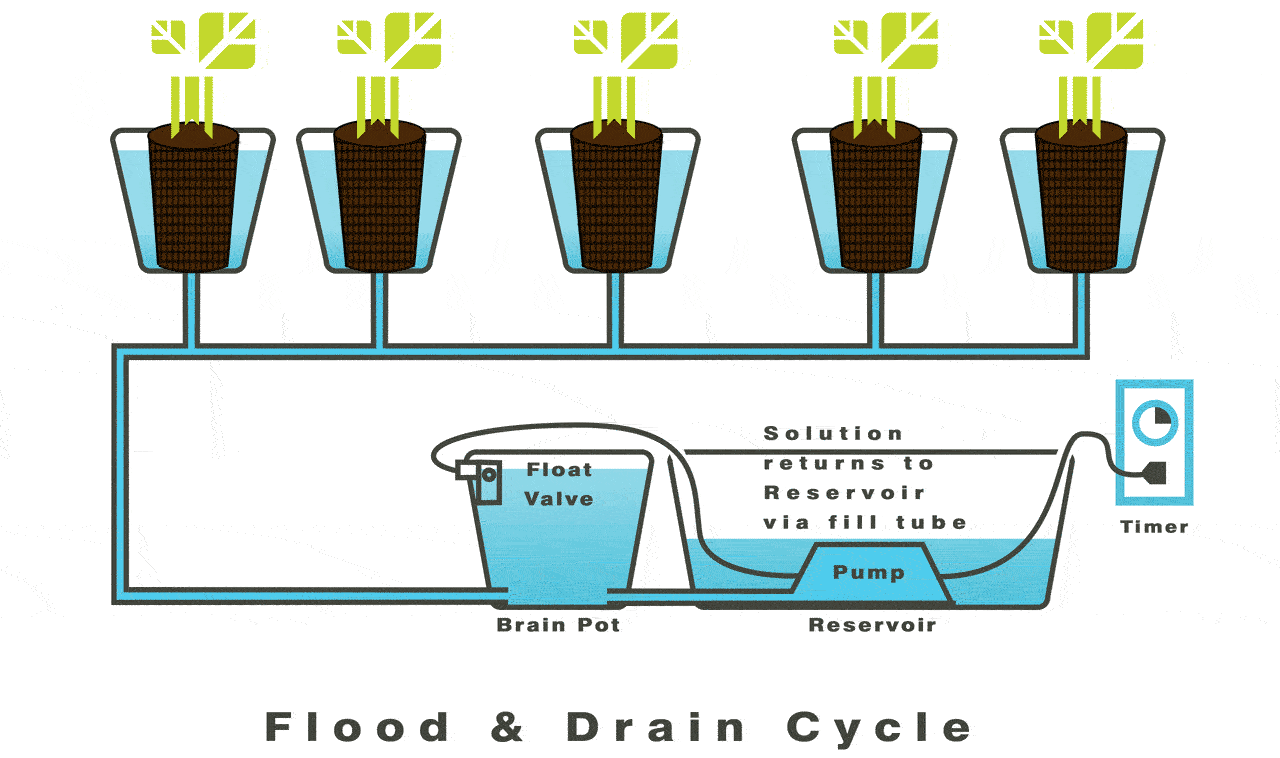 Solution
returns to
Reservoir
via fill tube
Float
Valve
Timer
Pump
Brain Pot
Reservoir
Flood & Drain Cycle